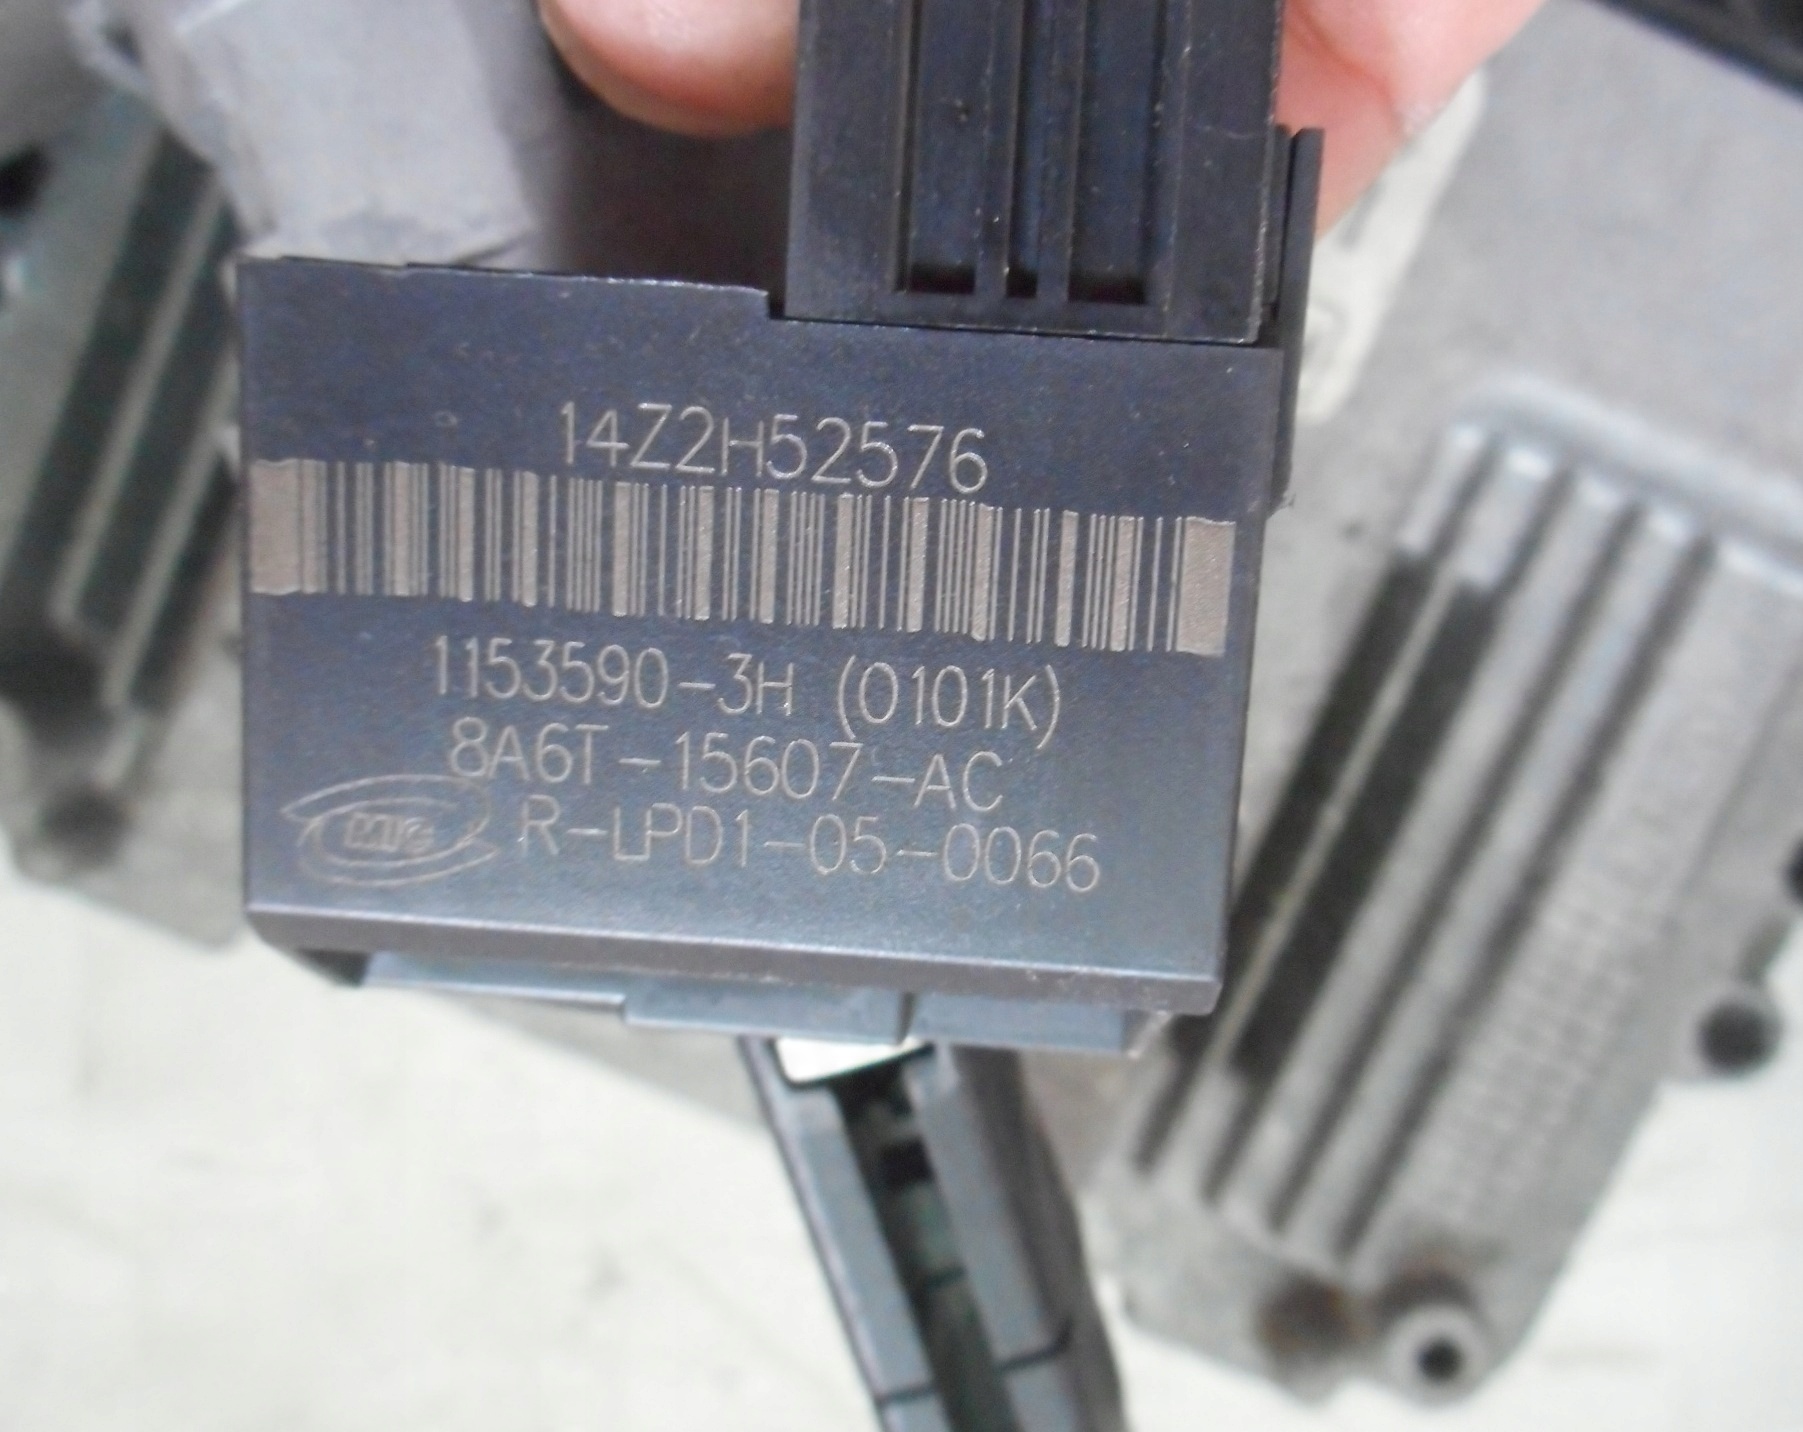 14Z2H52576
1153590-3H (0101K)
8A6T-15607-AC
R-LPD1-05-0066